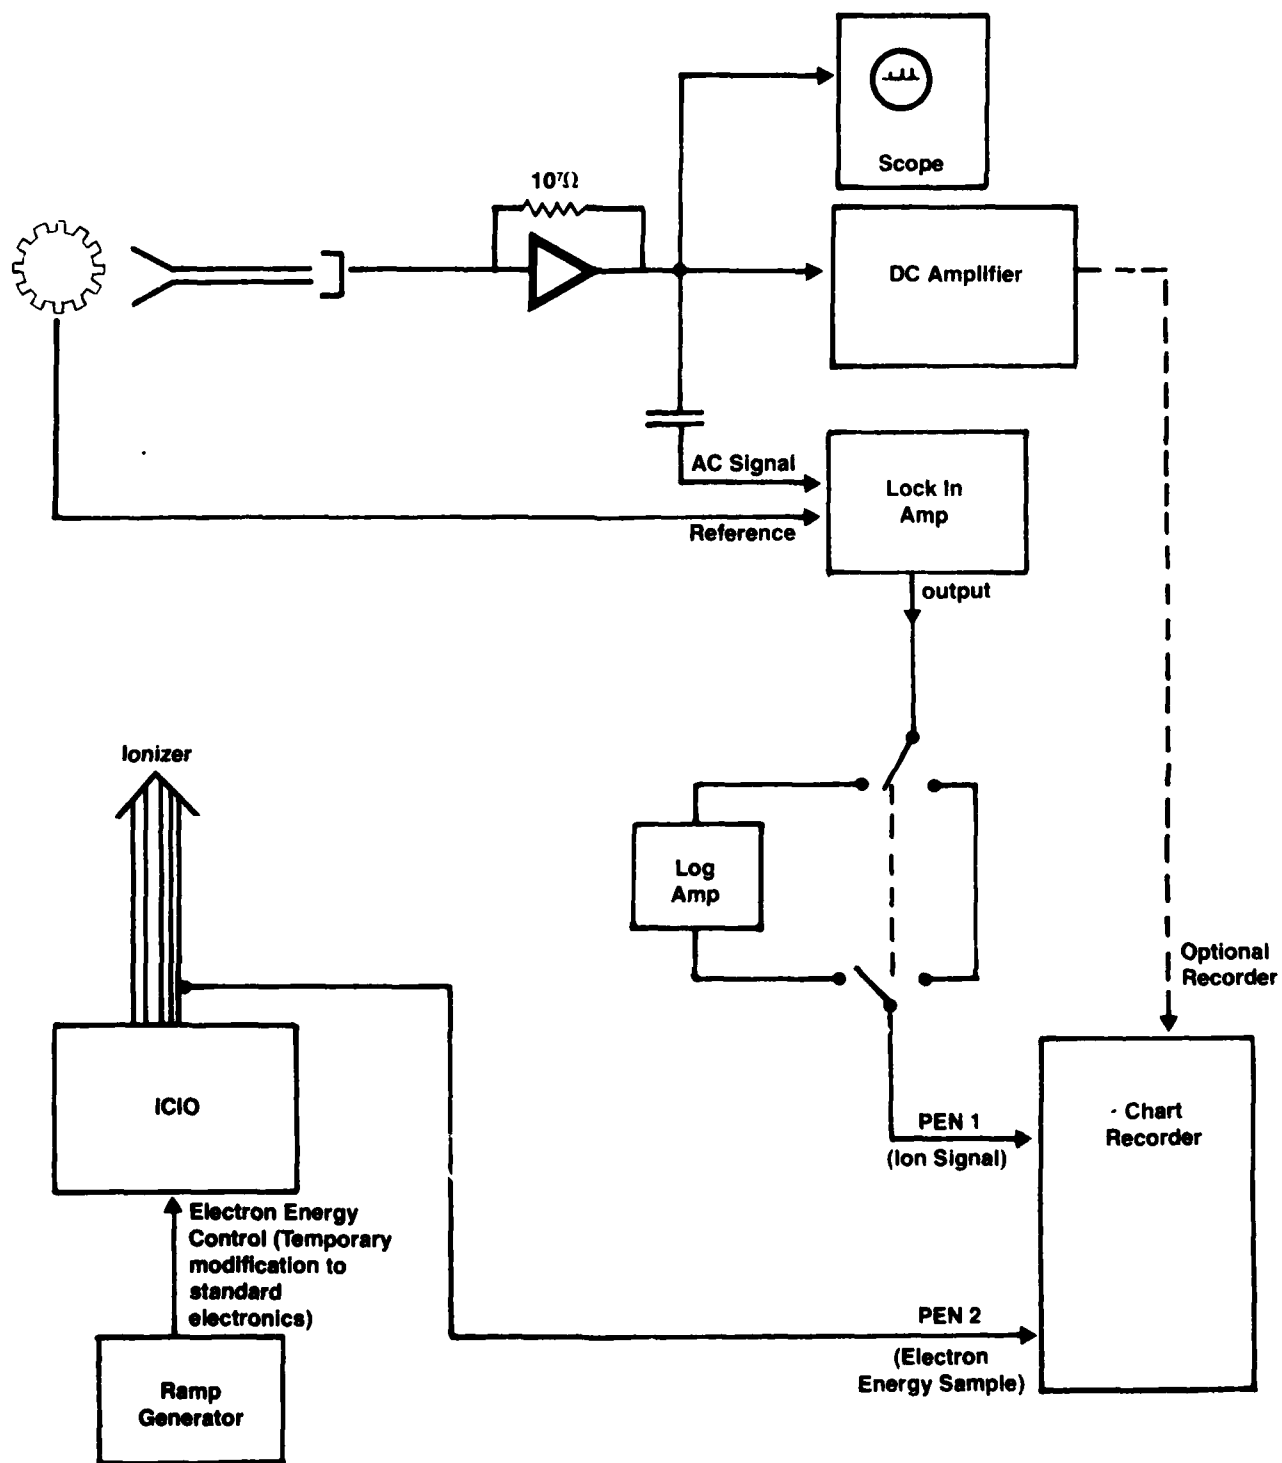 Scope
10⁷Ω
DC Amplifier
AC Signal
Lock In
Amp
Reference
output
Ionizer
Log
Amp
Optional
Recorder
ICIO
Chart
Recorder
PEN 1
(Ion Signal)
Electron Energy
Control (Temporary
modification to
standard
electronics)
PEN 2
(Electron
Energy Sample)
Ramp
Generator